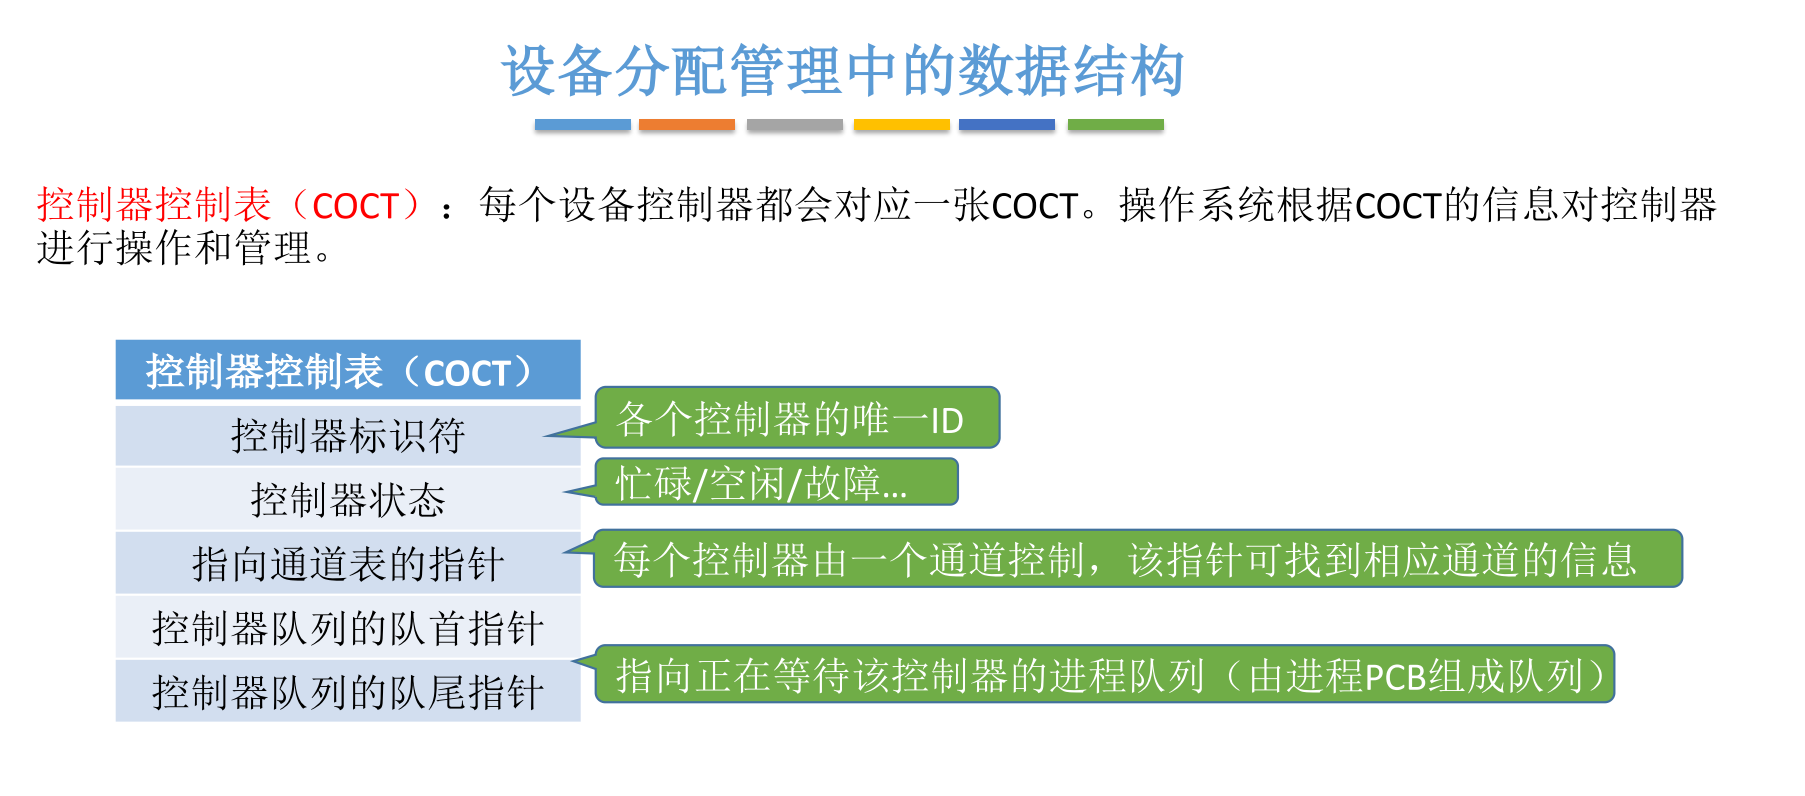 设备分配管理中的数据结构
控制器控制表（COCT）：每个设备控制器都会对应一张COCT。操作系统根据COCT的信息对控制器
进行操作和管理。
控制器控制表（COCT）
控制器标识符
各个控制器的唯一ID
控制器状态
忙碌/空闲/故障...
指向通道表的指针
每个控制器由一个通道控制，该指针可找到相应通道的信息
控制器队列的队首指针
控制器队列的队尾指针
指向正在等待该控制器的进程队列（由进程PCB组成队列）